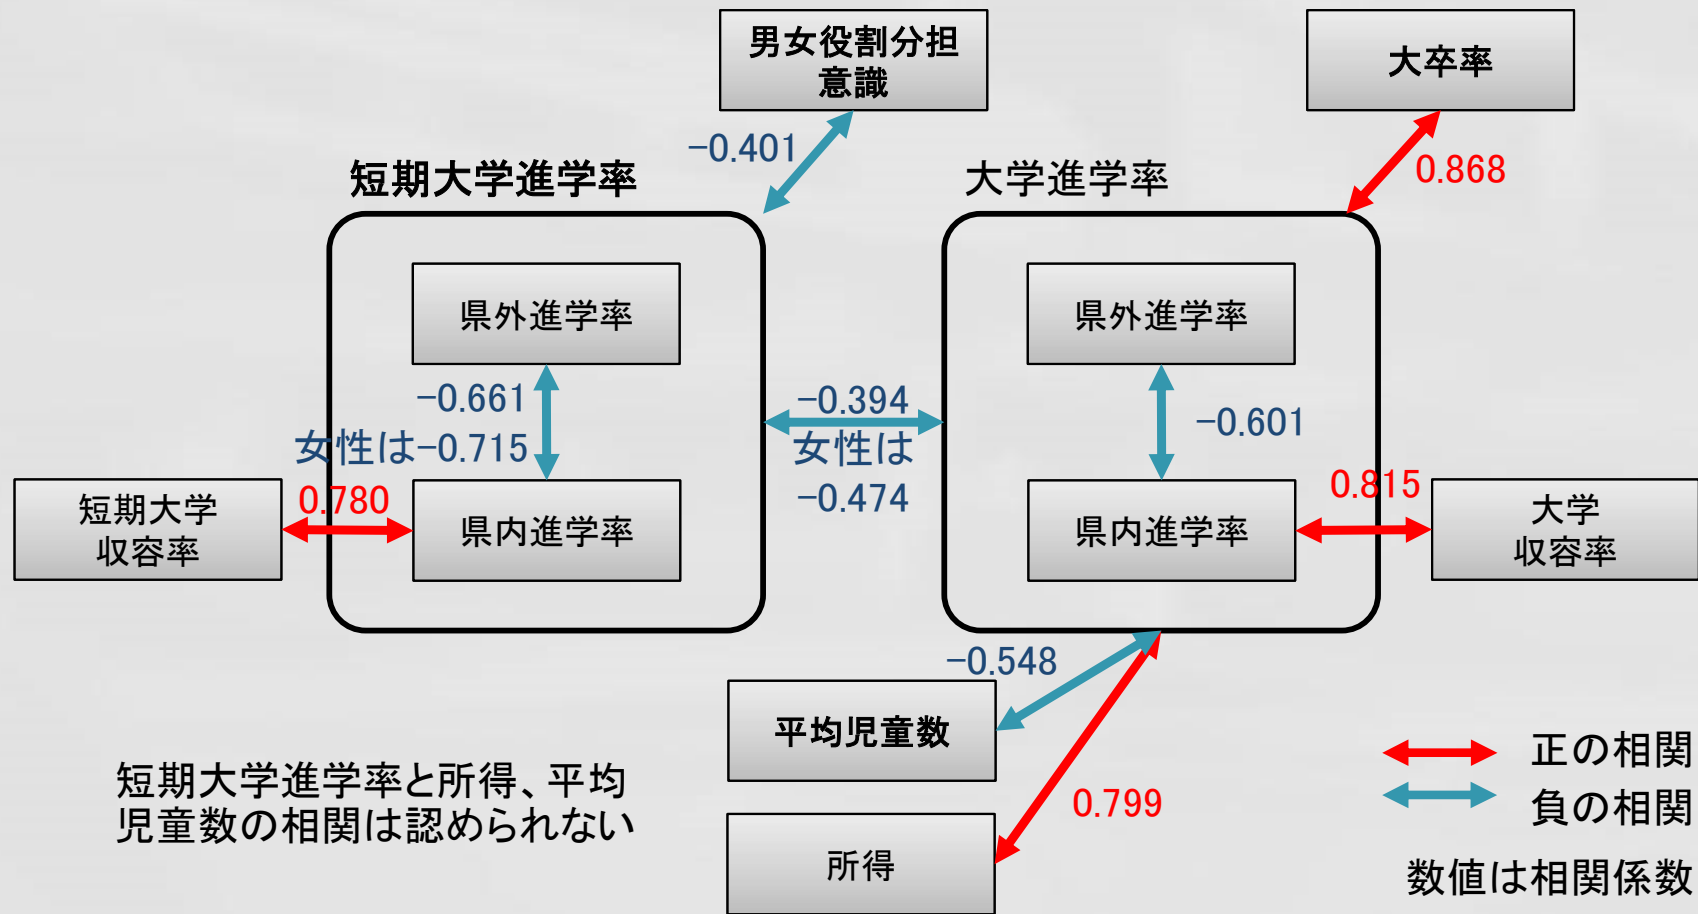 男女役割分担
意識
大卒率
-0.401
0.868
短期大学進学率
大学進学率
県外進学率
県外進学率
-0.661
女性は-0.715
-0.394
女性は
-0.474
-0.601
0.780
0.815
短期大学
収容率
県内進学率
県内進学率
大学
収容率
-0.548
平均児童数
0.799
所得
短期大学進学率と所得、平均
児童数の相関は認められない
正の相関
負の相関
数値は相関係数